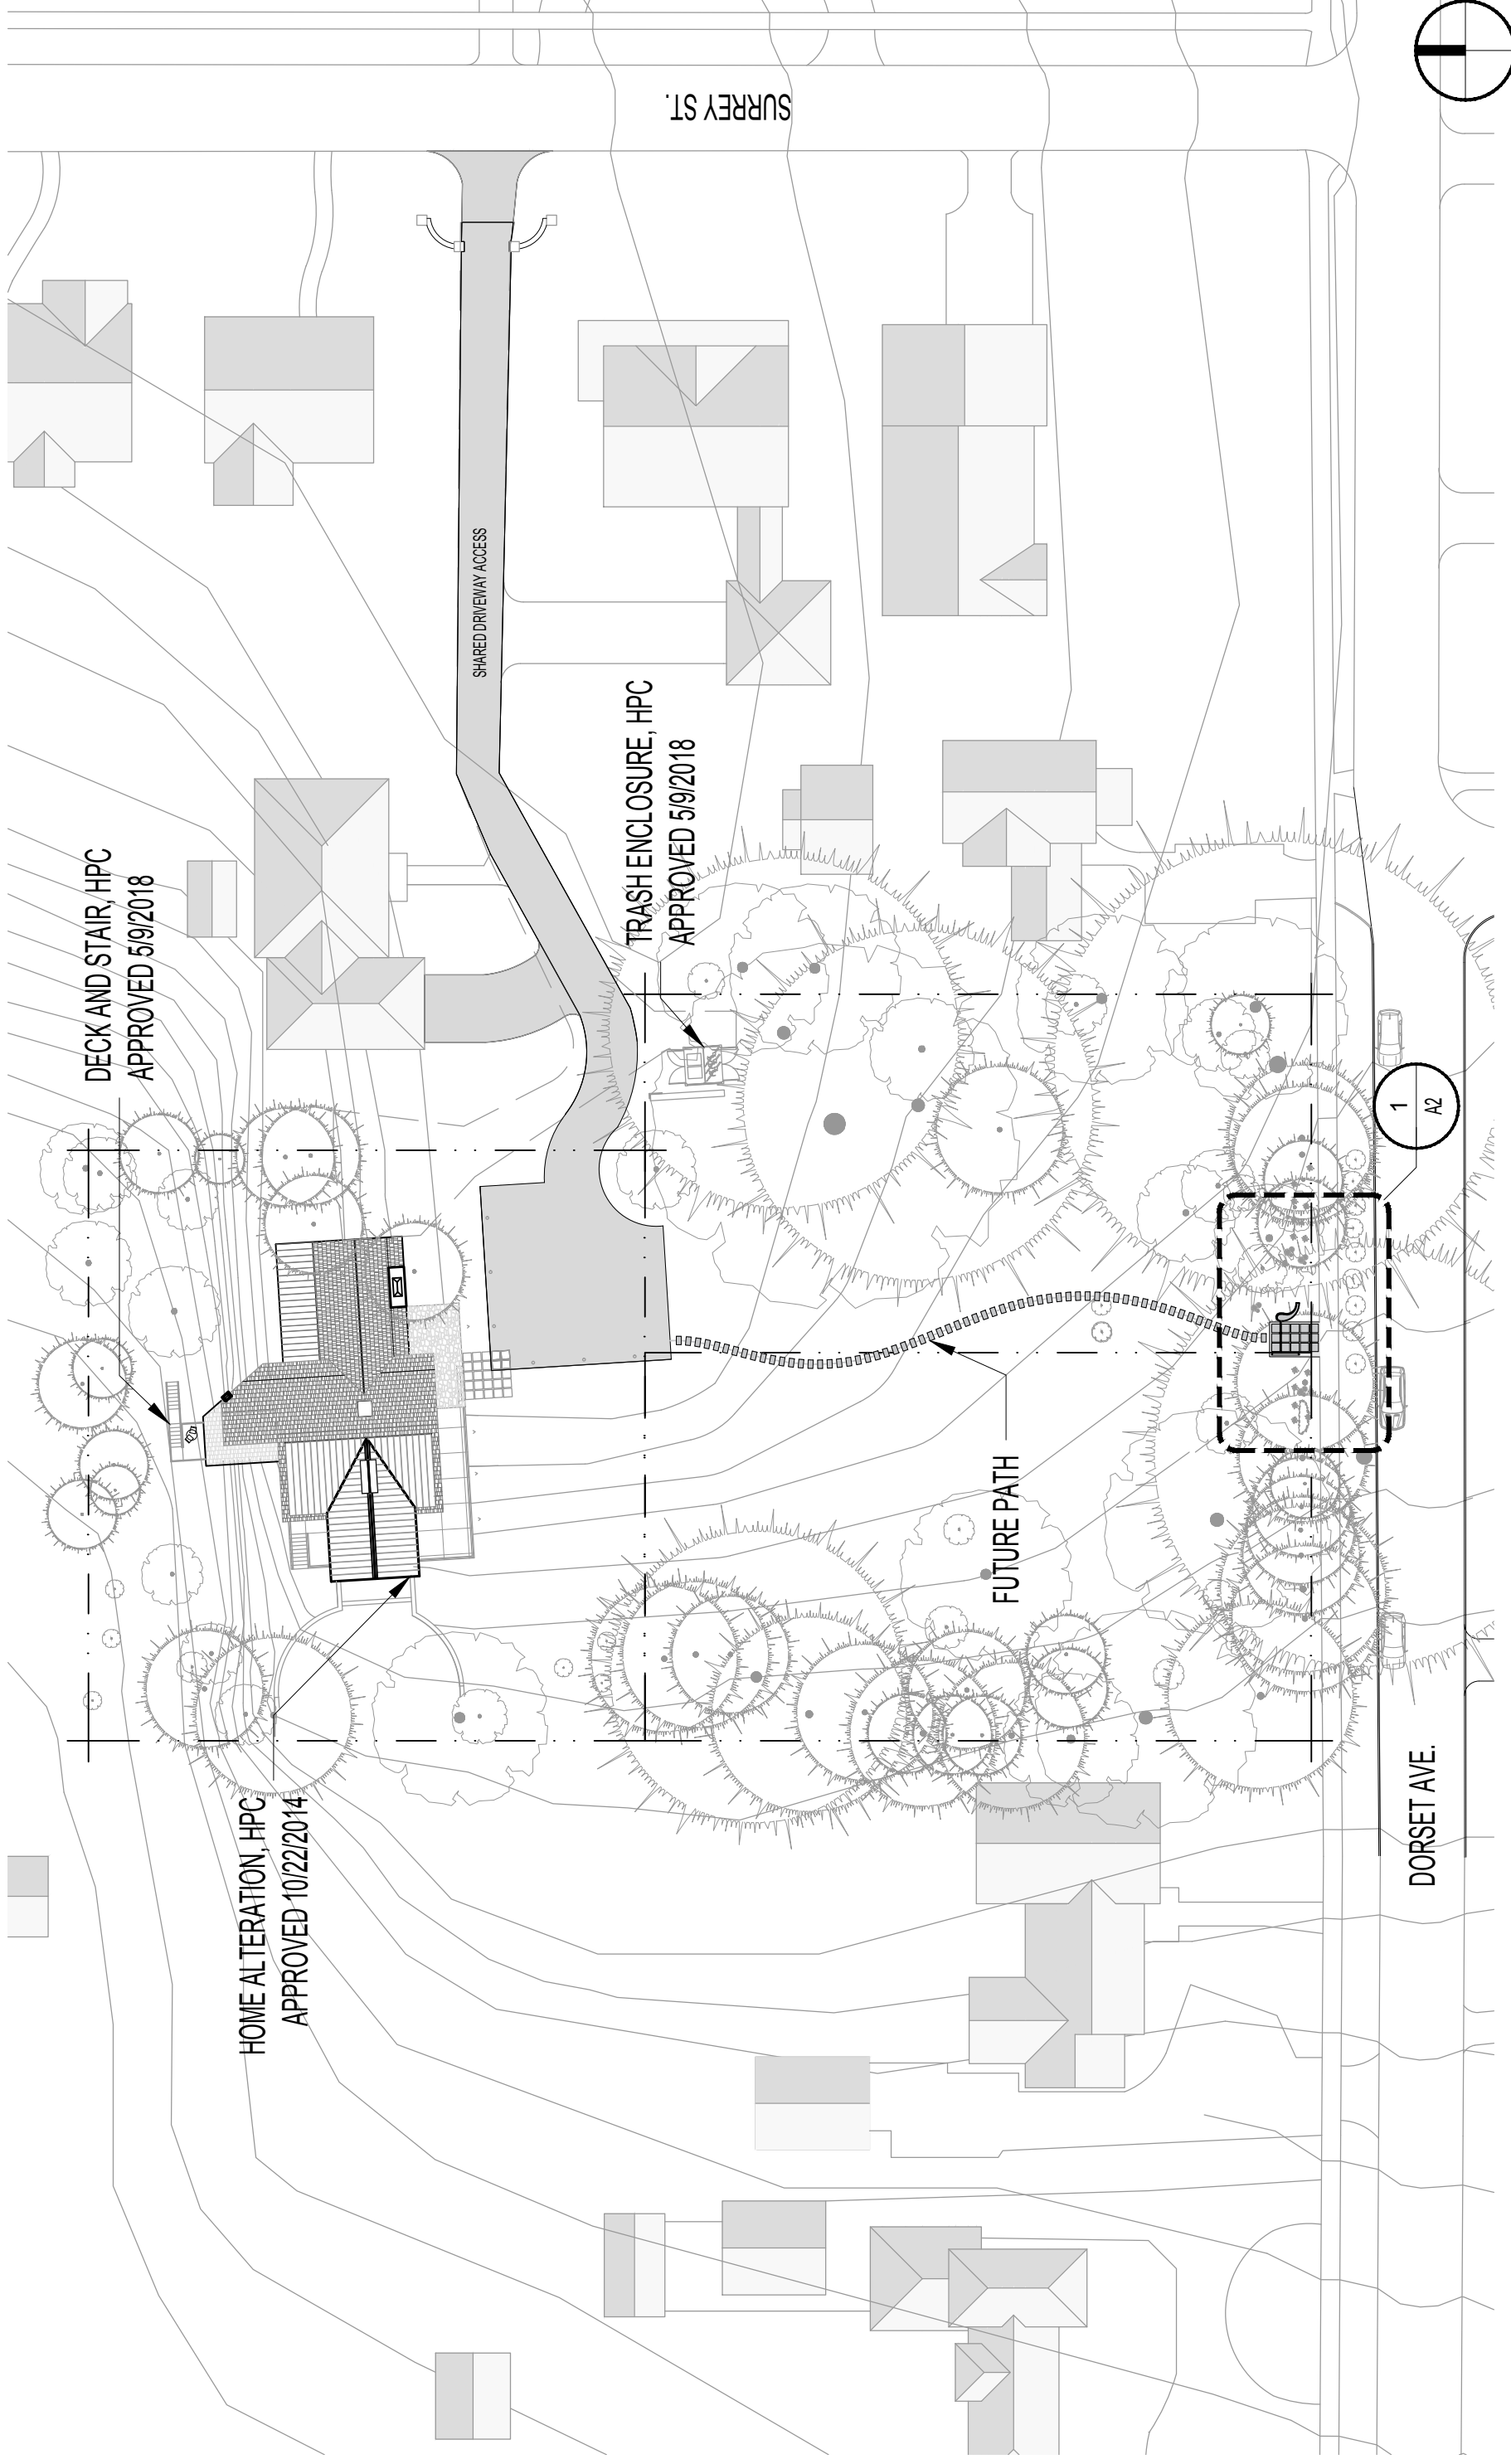 SURREY ST.
SHARED DRIVEWAY ACCESS
TRASH ENCLOSURE, HPC
APPROVED 5/9/2018
DECK AND STAIR, HPC
APPROVED 5/9/2018
1
A2
FUTURE PATH
HOME ALTERATION, HPC
APPROVED 10/22/2014
DORSET AVE.